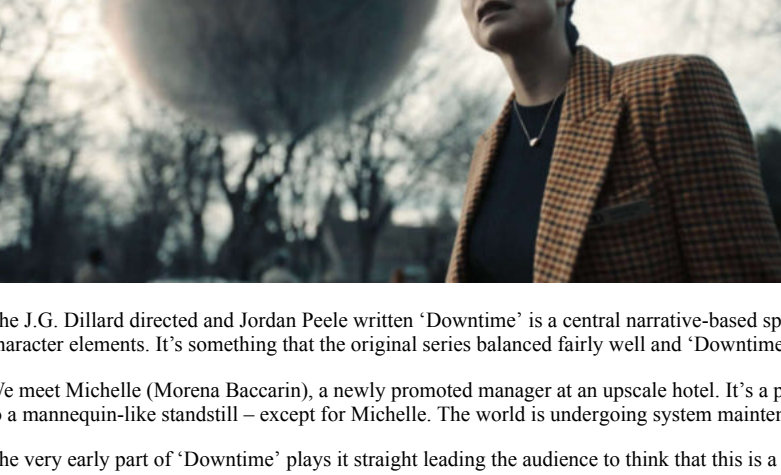 he J.G. Dillard directed and Jordan Peele written ‘Downtime’ is a central narrative-based sp
haracter elements. It’s something that the original series balanced fairly well and ‘Downtime
We meet Michelle (Morena Baccarin), a newly promoted manager at an upscale hotel. It’s a p
o a mannequin-like standstill – except for Michelle. The world is undergoing system mainten
he very early part of ‘Downtime’ plays it straight leading the audience to think that this is a